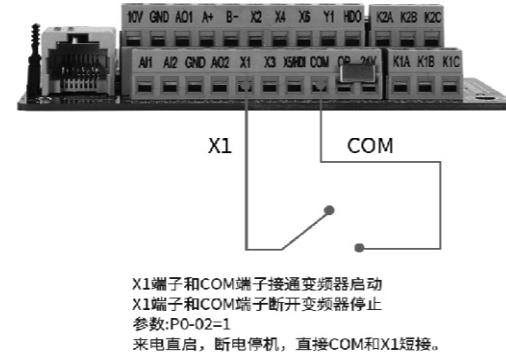 10V GND AO1 A+ B- X2 X4 X6 Y1 HDO K2A K2B K2C
AI1 AI2 GND AO2 X1 X3 X5HDI COM OP 24V K1A K1B K1C
X1 COM
X1端子和COM端子接通变频器启动
X1端子和COM端子断开变频器停止
参数:P0-02=1
来电直启，断电停机，直接COM和X1短接。